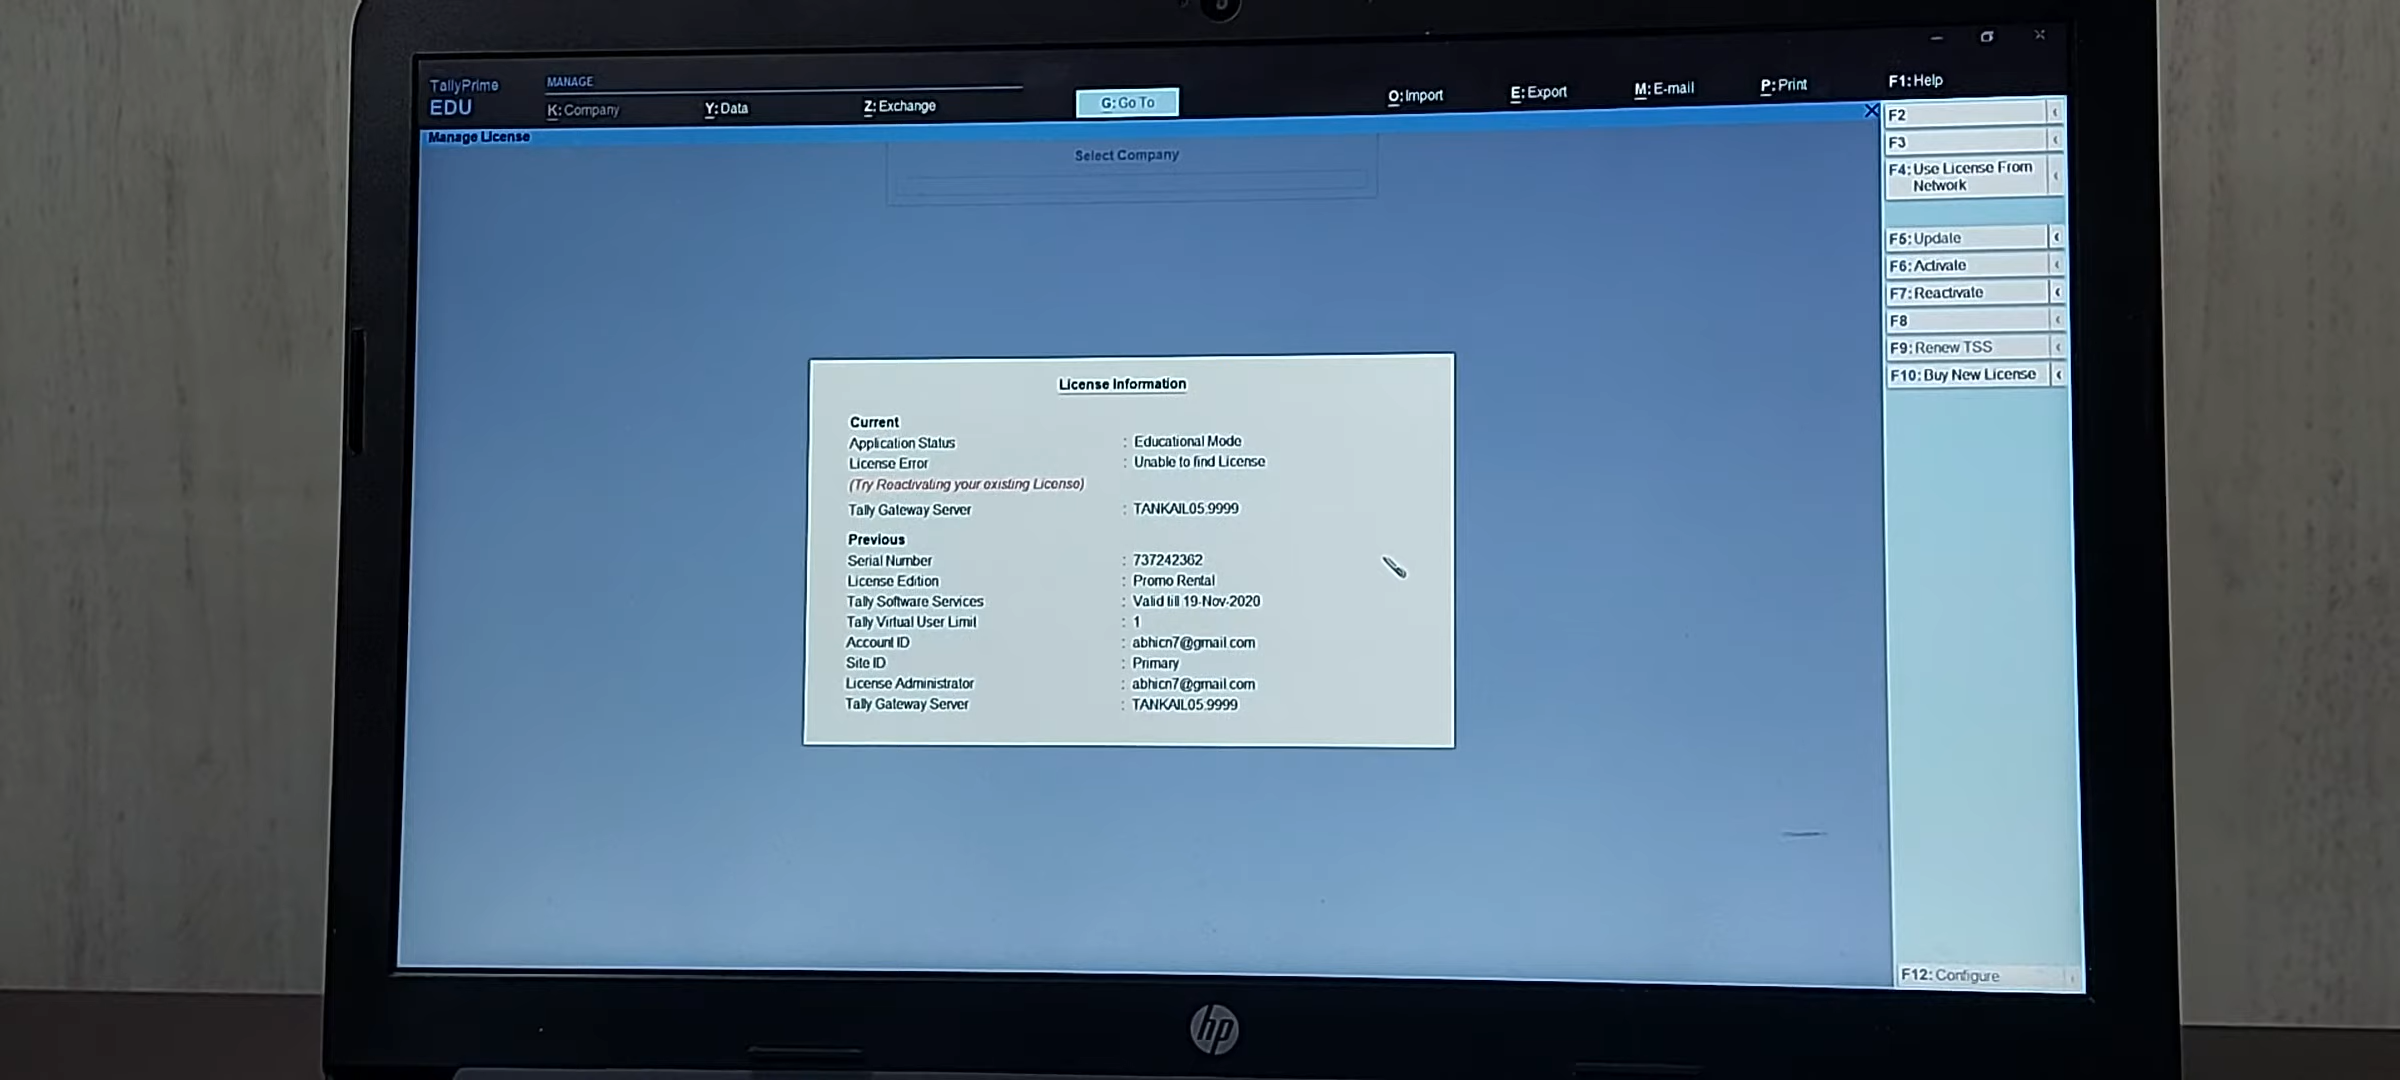 TallyPrime
EDU
MANAGE
K: Company Y: Data Z: Exchange G: Go To O: Import E: Export M: E-mail P: Print F1: Help
Manage License
Select Company
F2
F3
F4: Use License From
Network
F5: Update
F6: Activate
F7: Reactivate
F8
F9: Renew TSS
F10: Buy New License
License Information
Current
Application Status : Educational Mode
License Error : Unable to find License
(Try Reactivating your existing License)
Tally Gateway Server : TANKAIL05:9999
Previous
Serial Number : 737242362
License Edition : Promo Rental
Tally Software Services : Valid till 19-Nov-2020
Tally Virtual User Limit : 1
Account ID : abhicn7@gmail.com
Site ID : Primary
License Administrator : abhicn7@gmail.com
Tally Gateway Server : TANKAIL05:9999
F12: Configure
hp